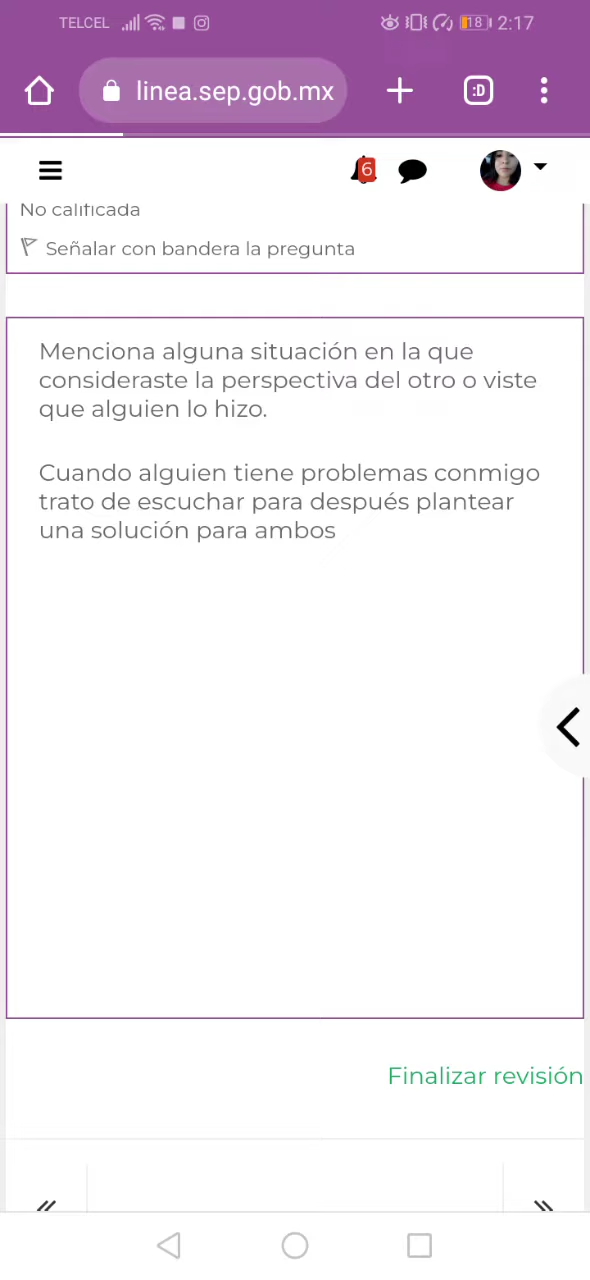 TELCEL 18 2:17
linea.sep.gob.mx :D
6
No calificada
Señalar con bandera la pregunta
Menciona alguna situación en la que
consideraste la perspectiva del otro o viste
que alguien lo hizo.
Cuando alguien tiene problemas conmigo
trato de escuchar para después plantear
una solución para ambos
Finalizar revisión